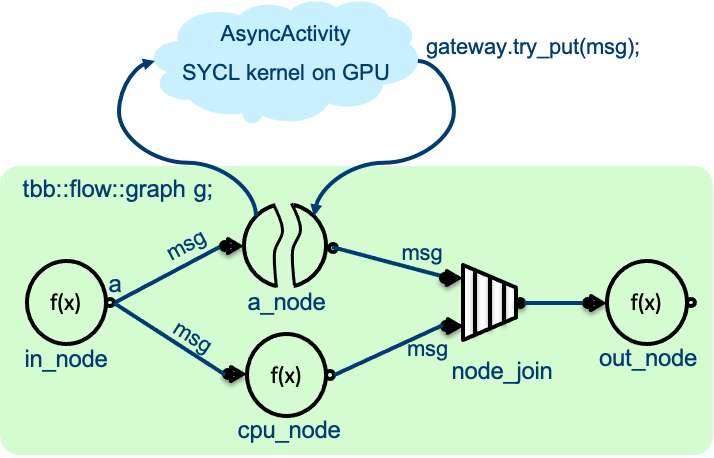 AsyncActivity
SYCL kernel on GPU
gateway.try_put(msg);
tbb::flow::graph g;
msg
msg
a
f(x)
in_node
a_node
msg
f(x)
cpu_node
msg
node_join
f(x)
out_node